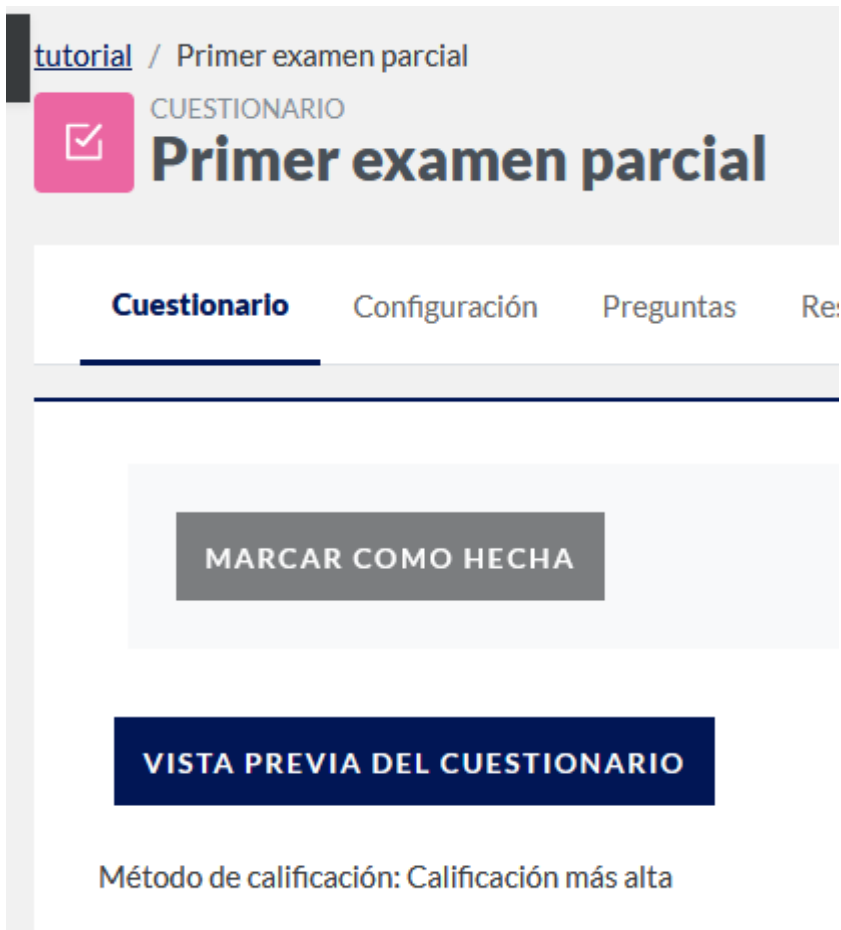 tutorial / Primer examen parcial
CUESTIONARIO
Primer examen parcial
Cuestionario Configuración Preguntas
MARCAR COMO HECHA
VISTA PREVIA DEL CUESTIONARIO
Método de calificación: Calificación más alta